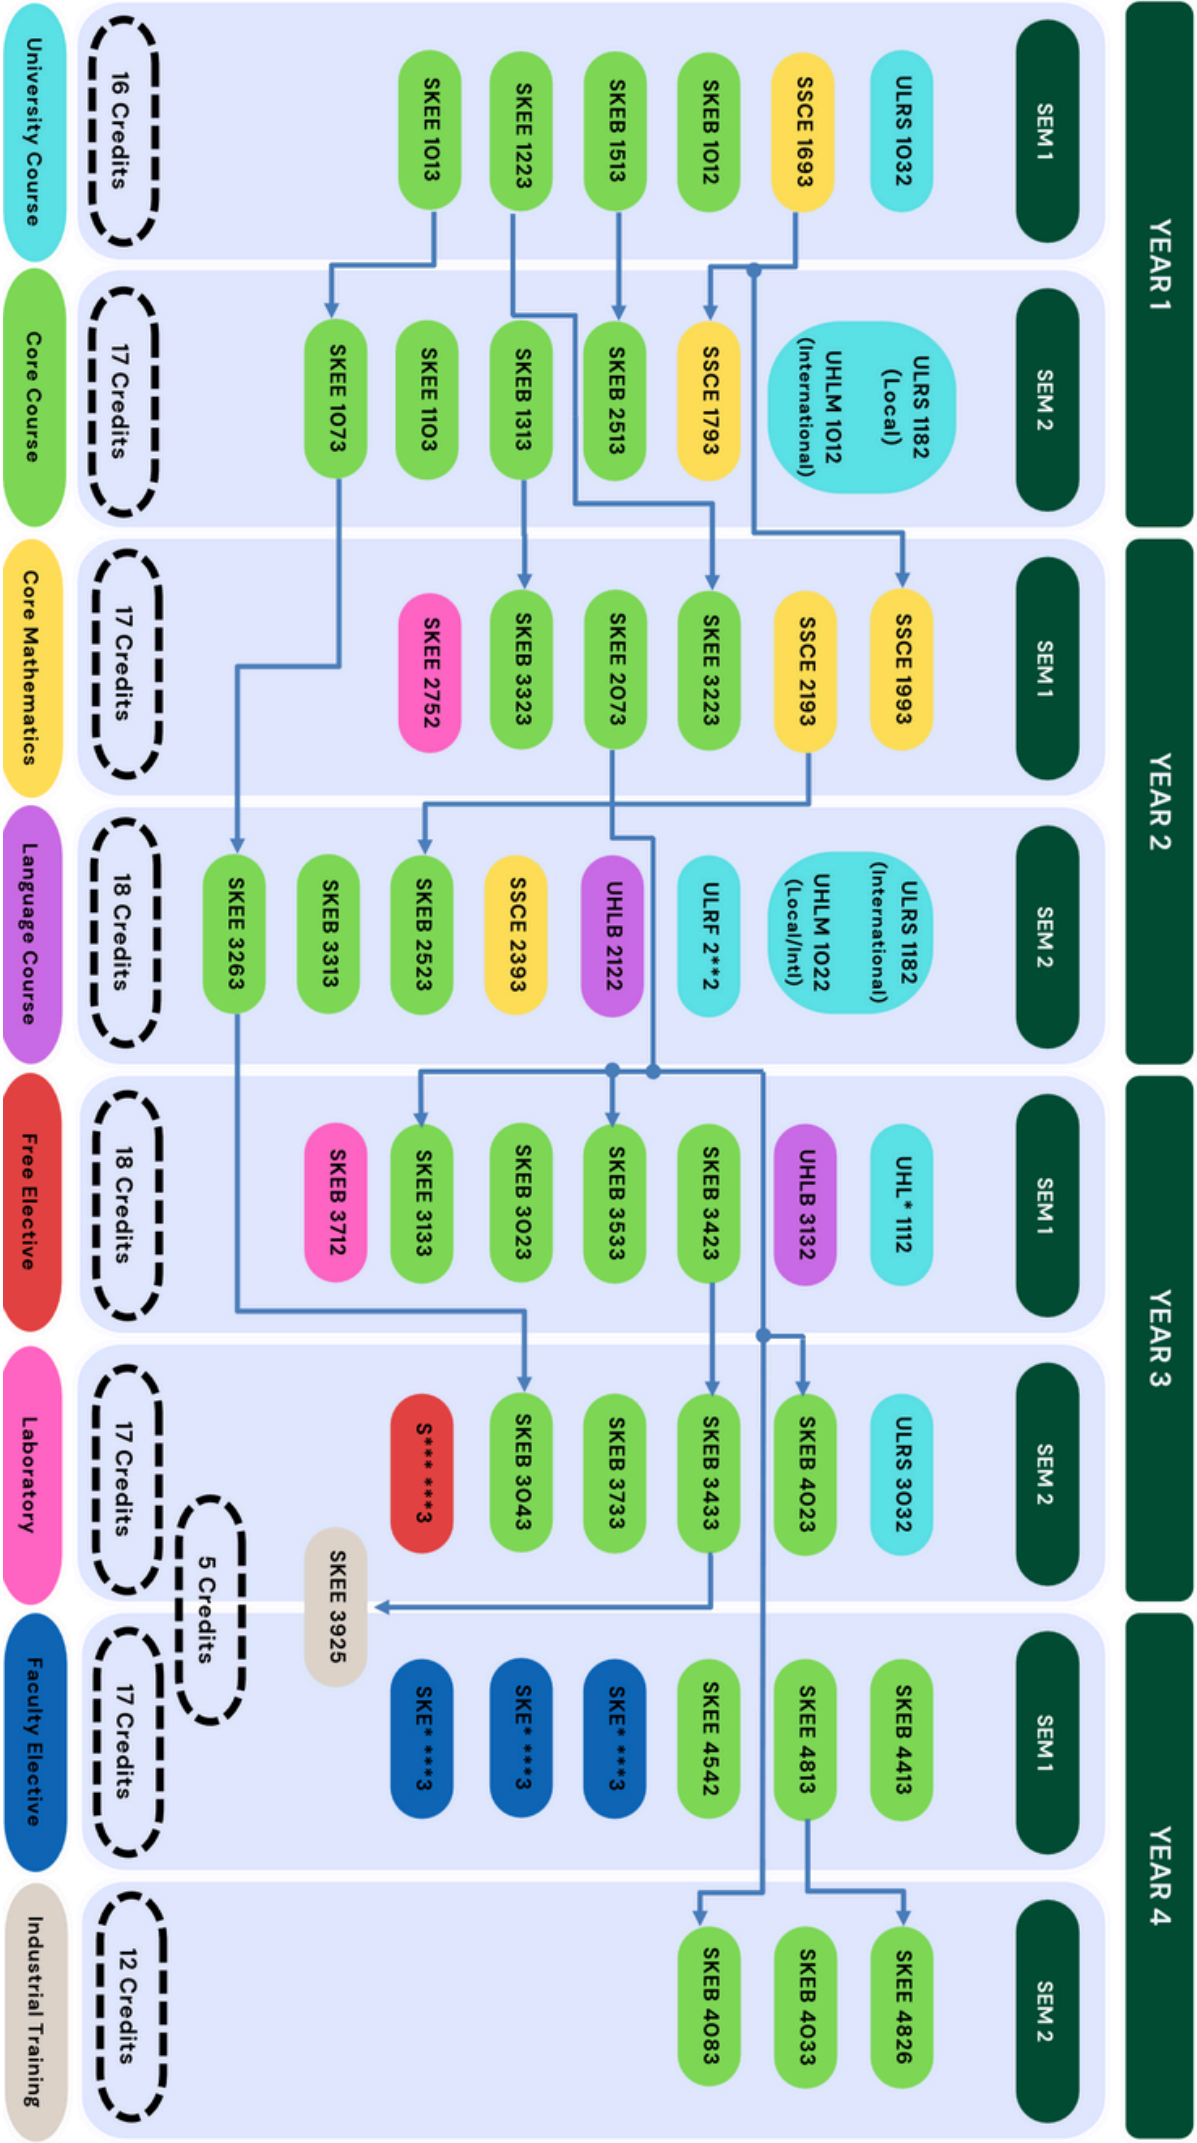 YEAR 1
SEM 1
ULRS 1032
SSCE 1693
SKEB 1012
SKEB 1513
SKEE 1223
SKEE 1013
16 Credits
SEM 2
ULRS 1182
(Local)
UHLM 1012
(International)
SSCE 1793
SKEB 2513
SKEB 1313
SKEE 1103
SKEE 1073
17 Credits
YEAR 2
SEM 1
SSCE 1993
SSCE 2193
SKEE 3223
SKEE 2073
SKEB 3323
SKEE 2752
17 Credits
SEM 2
ULRS 1182
(International)
UHLM 1022
(Local/Intl)
ULRF 2**2
UHLB 2122
SSCE 2393
SKEB 2523
SKEB 3313
SKEE 3263
18 Credits
YEAR 3
SEM 1
UHL* 1112
UHLB 3132
SKEB 3423
SKEB 3533
SKEB 3023
SKEE 3133
SKEB 3712
18 Credits
SEM 2
ULRS 3032
SKEB 4023
SKEB 3433
SKEB 3733
SKEB 3043
S*** ***3
17 Credits
SKEE 3925
5 Credits
YEAR 4
SEM 1
SKEB 4413
SKEE 4813
SKEE 4542
SKE* ***3
SKE* ***3
SKE* ***3
17 Credits
SEM 2
SKEE 4826
SKEB 4033
SKEB 4083
12 Credits
University Course
Core Course
Core Mathematics
Language Course
Free Elective
Laboratory
Faculty Elective
Industrial Training